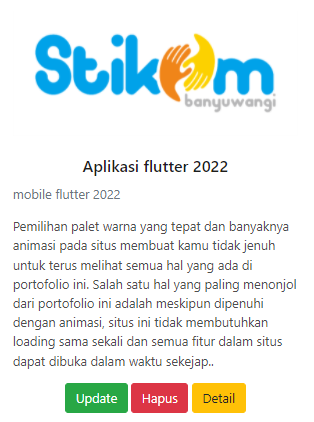 Stikom
banyuwangi
Aplikasi flutter 2022
mobile flutter 2022
Pemilihan palet warna yang tepat dan banyaknya
animasi pada situs membuat kamu tidak jenuh
untuk terus melihat semua hal yang ada di
portofolio ini. Salah satu hal yang paling menonjol
dari portofolio ini adalah meskipun dipenuhi
dengan animasi, situs ini tidak membutuhkan
loading sama sekali dan semua fitur dalam situs
dapat dibuka dalam waktu sekejap..
Update Hapus Detail